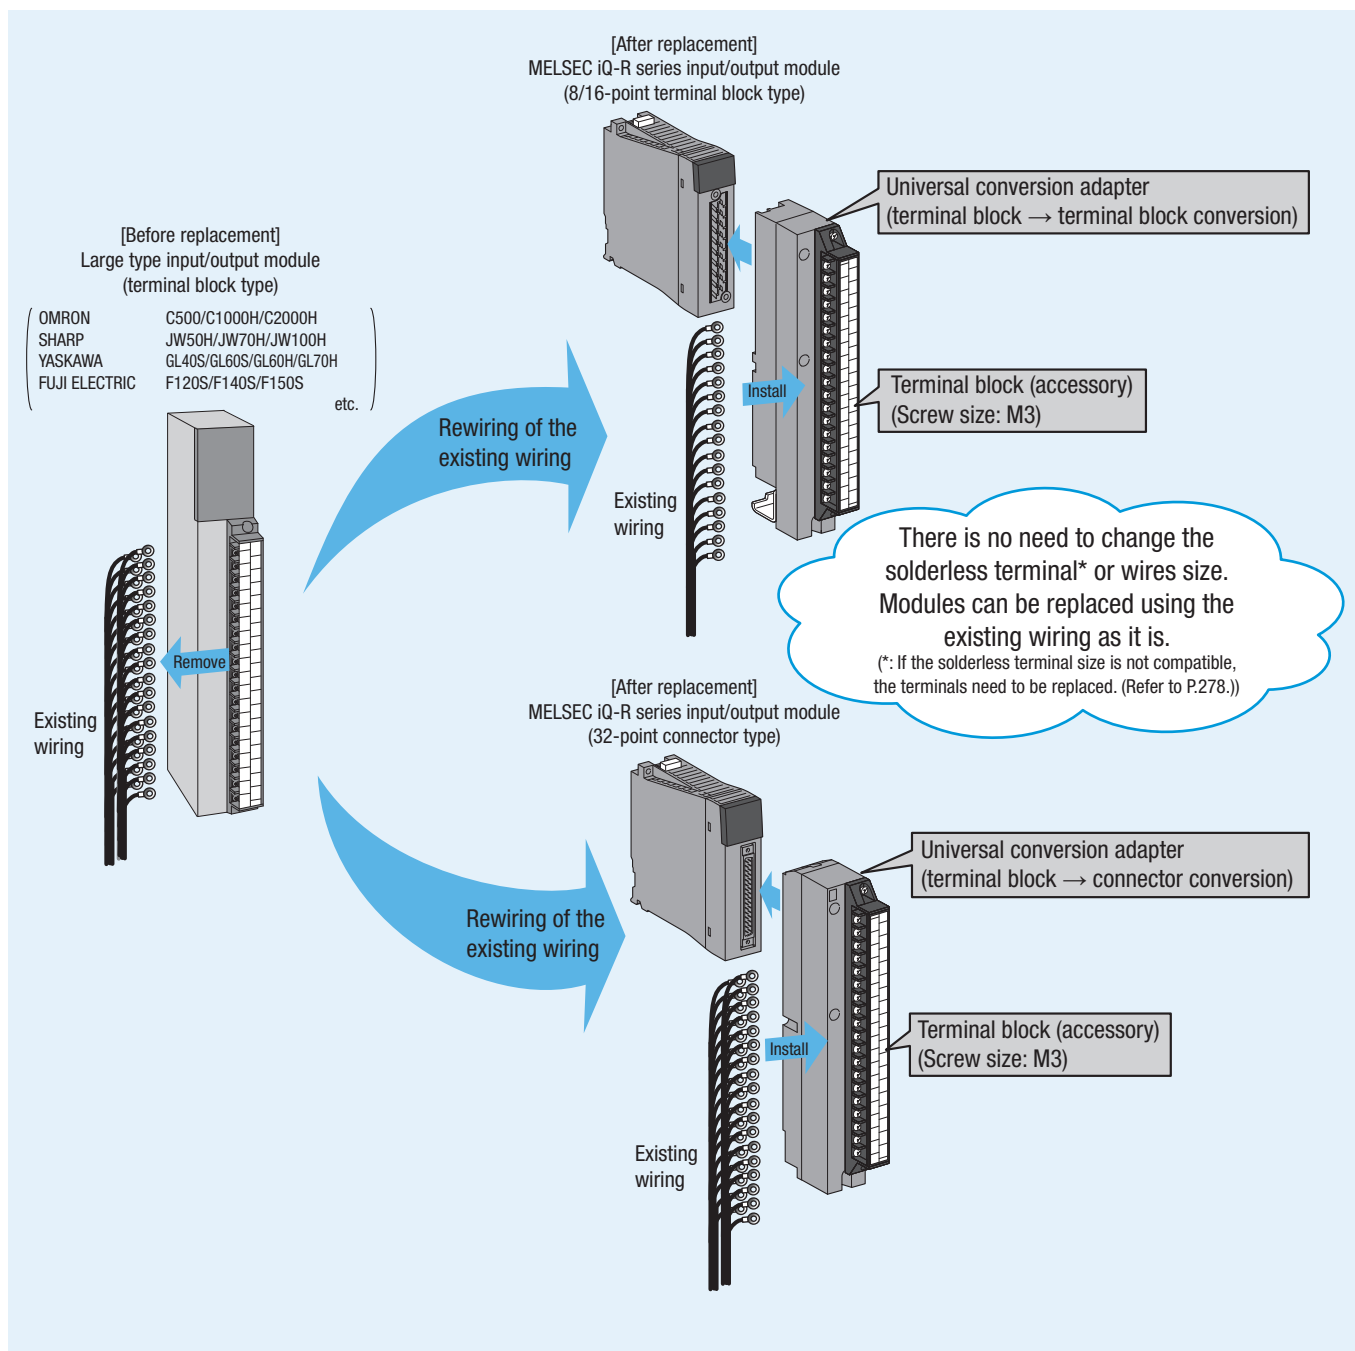 [After replacement]
MELSEC iQ-R series input/output module
(8/16-point terminal block type)
Universal conversion adapter
(terminal block → terminal block conversion)
[Before replacement]
Large type input/output module
(terminal block type)
OMRON C500/C1000H/C2000H
SHARP JW50H/JW70H/JW100H
YASKAWA GL40S/GL60S/GL60H/GL70H
FUJI ELECTRIC F120S/F140S/F150S
etc.
Install
Terminal block (accessory)
(Screw size: M3)
Rewiring of the
existing wiring
Existing
wiring
There is no need to change the
solderless terminal* or wires size.
Modules can be replaced using the
existing wiring as it is.
(*: If the solderless terminal size is not compatible,
the terminals need to be replaced. (Refer to P.278.))
Remove
Existing
wiring
[After replacement]
MELSEC iQ-R series input/output module
(32-point connector type)
Universal conversion adapter
(terminal block → connector conversion)
Rewiring of the
existing wiring
Install
Terminal block (accessory)
(Screw size: M3)
Existing
wiring